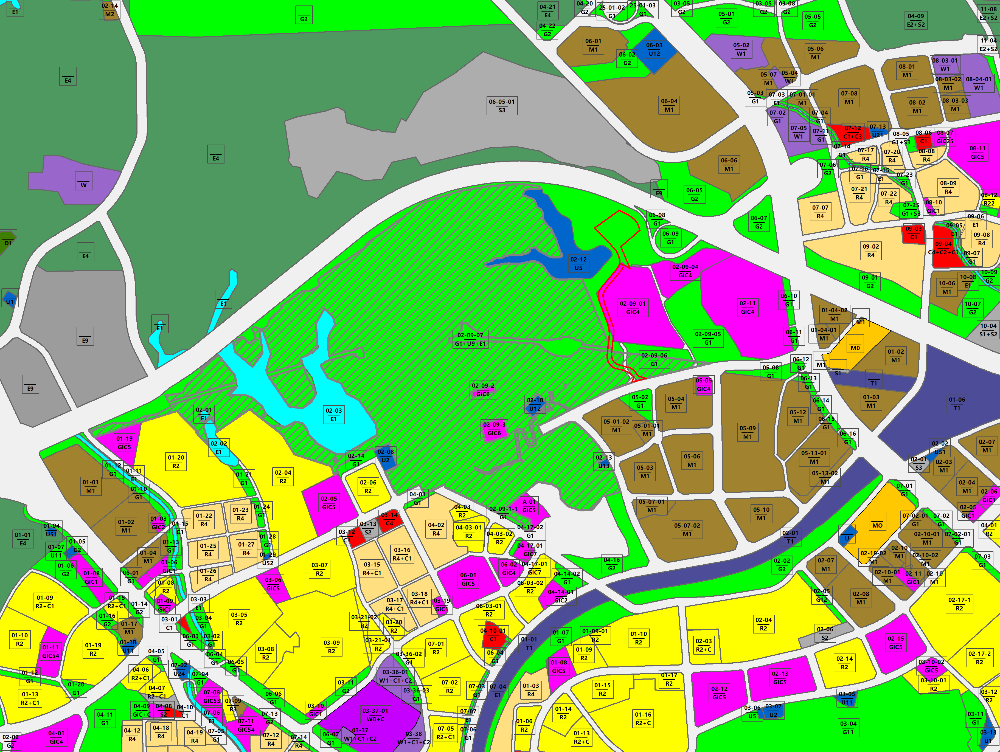 E1
02-14
M2
G2
04-21
E4
04-22
G2
04-20
G2
25-01-02
G1
25-01-03
G1
03-05
G2
05-01
G2
03-05
G2
03-08
G2
05-05
G2
04-09
E2+S2
11-08
E2+S2
11-04
E2+S2
06-01
M1
06-03
U12
06-02
G2
05-02
W1
05-06
M1
05-07
M1
05-04
W1
08-01
M1
08-03-01
W1
08-03-02
M1
08-04-01
W1
E4
06-05-01
S3
06-04
M1
05-03
G1
07-03
E1
07-01-01
M1
07-08
M1
08-02
M1
08-03-03
M1
07-02
G1
07-04
G1
07-05
W1
07-11
G1
07-12
C1+C3
07-13
U21
08-05
G1+S3
08-06
C1
08-07
GIC25
08-11
GIC5
E4
W
06-06
M1
07-14
G1
07-17
R4
07-20
R4
08-08
R4
07-06
G2
07-16
G1
07-15
E1
07-23
G1
E9
06-05
G2
07-21
R4
07-22
R4
08-09
R4
08-12
R22
07-07
R4
07-25
G1+S3
08-10
GIC1
06-08
G1
06-07
G2
06-09
G1
09-03
C1
09-05
G1
09-06
E1
09-08
R4
D1
E4
02-12
U5
02-09-04
GIC4
09-02
R4
09-04
C4+C2+C1
09-07
G1
09-01
G2
10-06
M1
10-08
E1
10-09
G2
U1
E1
02-09-01
GIC4
02-11
GIC4
06-10
G1
10-07
G2
01-04-02
M1
M1
E1
E9
02-09-07
G1+U9+E1
02-09-05
G1
06-11
G1
01-04-01
M1
M0
10-04
S1+S2
02-09-06
G1
01-02
M1
06-12
G1
M1
S1
E9
02-09-2
GIC6
05-05
GIC4
05-08
G1
06-13
G1
T1
02-01
E1
02-03
E1
02-10
U12
05-02
G1
05-04
M1
06-14
G1
01-03
M1
01-06
T1
02-09-3
GIC6
05-01-02
M1
05-01-01
M1
05-09
M1
05-12
M1
06-15
G1
06-16
G1
01-19
GIC5
01-20
R2
02-02
E1
02-14
G1
02-08
U2
02-13
U13
05-06
M1
05-13-01
M1
02-02
U51
02-07
M1
02-01
S3
02-03
M1
01-12
G1
01-11
E1
01-21
G1
02-04
R2
05-03
M1
05-13-02
M1
01-01
M1
01-10
G1
02-06
R2
07-01
G1
02-04
M1
02-06
GIC1
02-05
GIC5
04-01
G1
04-03
R2
02-09-1-1
G1
A-01
GIC5
05-07-01
M1
05-10
M1
02-05
GIC1
01-22
R4
01-23
R4
01-24
G1
01-02
M1
01-03
GIC2
01-15
G1
03-14
C4
03-13
S2
03-12
C1
04-02
R4
04-03-01
R2
04-03-02
R2
04-17-02
G1
05-07-02
M1
MO
07-02-01
G1
07-02
G1
04-01
R2
01-01
E4
01-04
U51
01-05
G2
01-07
U11
01-13
G1
01-28
G1
02-01
T1
U
02-10-01
M1
07-02-01
G1
01-04
M1
01-25
R4
01-27
R4
01-29
U52
03-16
R4+C1
04-17-01
GIC7
02-10
M1
02-10-02
M1
02-10-02
M1
07-03
G1
01-06
G2
01-06
GIC1
03-07
R2
03-15
R4+C1
06-02
GIC4
04-17-01
GIC7
04-16
G2
02-02
G2
02-07
M1
01-08
GIC1
06-01
G1
01-26
R4
03-06
GIC5
06-01
GIC5
04-14-02
G1
02-10-01
M1
02-11
GIC1
02-10
M1
01-08
R2
06-03-02
R2
04-14-01
GIC2
02-05
G12
02-08
M1
01-09
R2+C1
01-15
R2+C1
01-14
G2
01-09
GIC1
03-03
E1
03-17
R4+C1
03-18
R4+C1
03-19
GIC1
06-03-01
R2
02-17-1
R2
01-16
G2
01-17
M1
03-01
C1
03-04
G1
03-05
R2
03-21-02
R2
03-20
R2
02-04
R2
01-10
R2
01-11
GIC54
01-19
R2
01-18
U11
06-03
G1
03-02
G1
03-08
R2
03-09
R2
03-21-01
R2
07-01
R2
04-10-01
C1
01-01
T1
01-07
G1
01-09-01
R2
01-10
R2
02-03
R2+C
02-06
S2
02-15
GIC5
04-05
G1
06-04
G1
06-05
G1
03-36-02
G1
06-04
G1
01-09
R2
01-08
GIC5
02-14
R2
02-17-2
R2
01-12
G1
04-06
R2+C1
07-02
U24
07-04
G1
03-36-01
W1+C1+C2
01-17
R2
02-13
GIC5
03-10-02
GIC5
03-10-01
R2
01-20
G1
04-07
R2+C1
07-08
GIC53
03-11
G2
03-36-03
G1
07-02
R2
07-03
G1
07-04
E1
01-03
R4
01-15
R2
02-12
GIC5
03-05
U11
03-12
R2
01-13
R2+C1
04-09
GIC+C
04-08
S2
04-10
C1
07-09
R3
06-06
G1
03-10
GIC1
03-37-01
W0+C
07-07
E1
01-14
R2
01-16
R2+C
03-06
U5
03-07
U2
04-11
G1
07-06
E1
07-13
G2
07-11
GIC54
01-06
R2
03-04
G11
03-11
G1
04-01
GIC4
04-12
R4
04-18
R4
04-19
R4
07-05
G1
07-12
R4
07-14
R4
06-07
G1
03-37
W1+C1+C2
03-38
W1+C1+C2
07-05
R2+C1
07-06
G1
01-13
R2+C
03-13
U1
02-02
G2